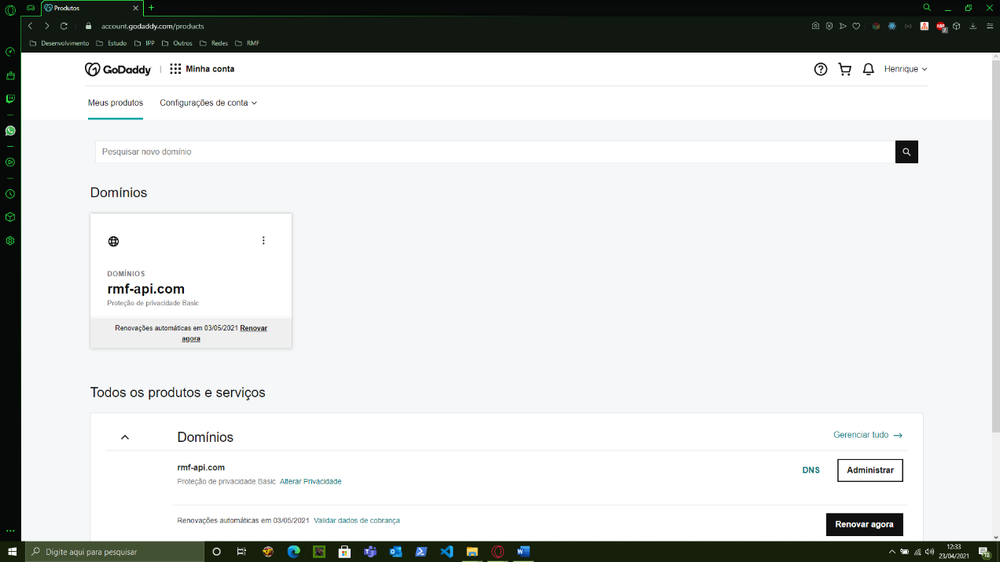 Produtos
account.godaddy.com/products
Desenvolvimento Estudo IPP Outros Redes RMF
GoDaddy Minha conta Henrique
Meus produtos Configurações de conta
Pesquisar novo domínio
Domínios
DOMÍNIOS
rmf-api.com
Proteção de privacidade Basic
Renovações automáticas em 03/05/2021 Renovar
agora
Todos os produtos e serviços
Domínios Gerenciar tudo →
rmf-api.com DNS Administrar
Proteção de privacidade Basic Alterar Privacidade
Renovações automáticas em 03/05/2021 Validar dados de cobrança Renovar agora
Digite aqui para pesquisar
12:33
23/04/2021